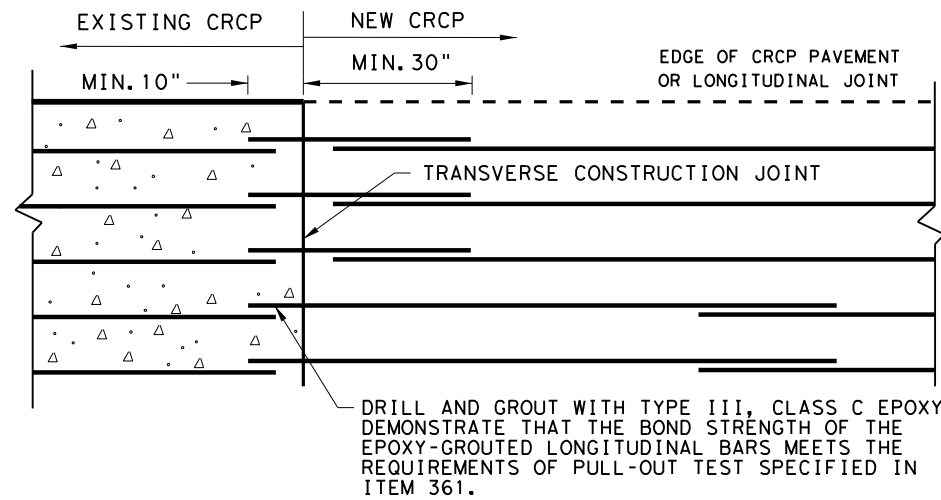 EXISTING CRCP
NEW CRCP
MIN. 10"
MIN. 30"
EDGE OF CRCP PAVEMENT
OR LONGITUDINAL JOINT
TRANSVERSE CONSTRUCTION JOINT
DRILL AND GROUT WITH TYPE III, CLASS C EPOXY
DEMONSTRATE THAT THE BOND STRENGTH OF THE
EPOXY-GROUTED LONGITUDINAL BARS MEETS THE
REQUIREMENTS OF PULL-OUT TEST SPECIFIED IN
ITEM 361.